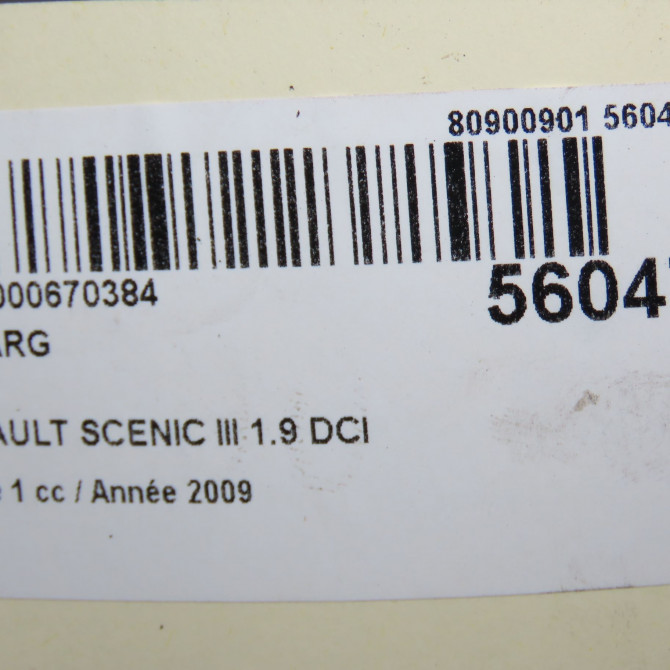 80900901 5604
000670384
5604
ARG
AULT SCENIC III 1.9 DCI
1 cc / Année 2009